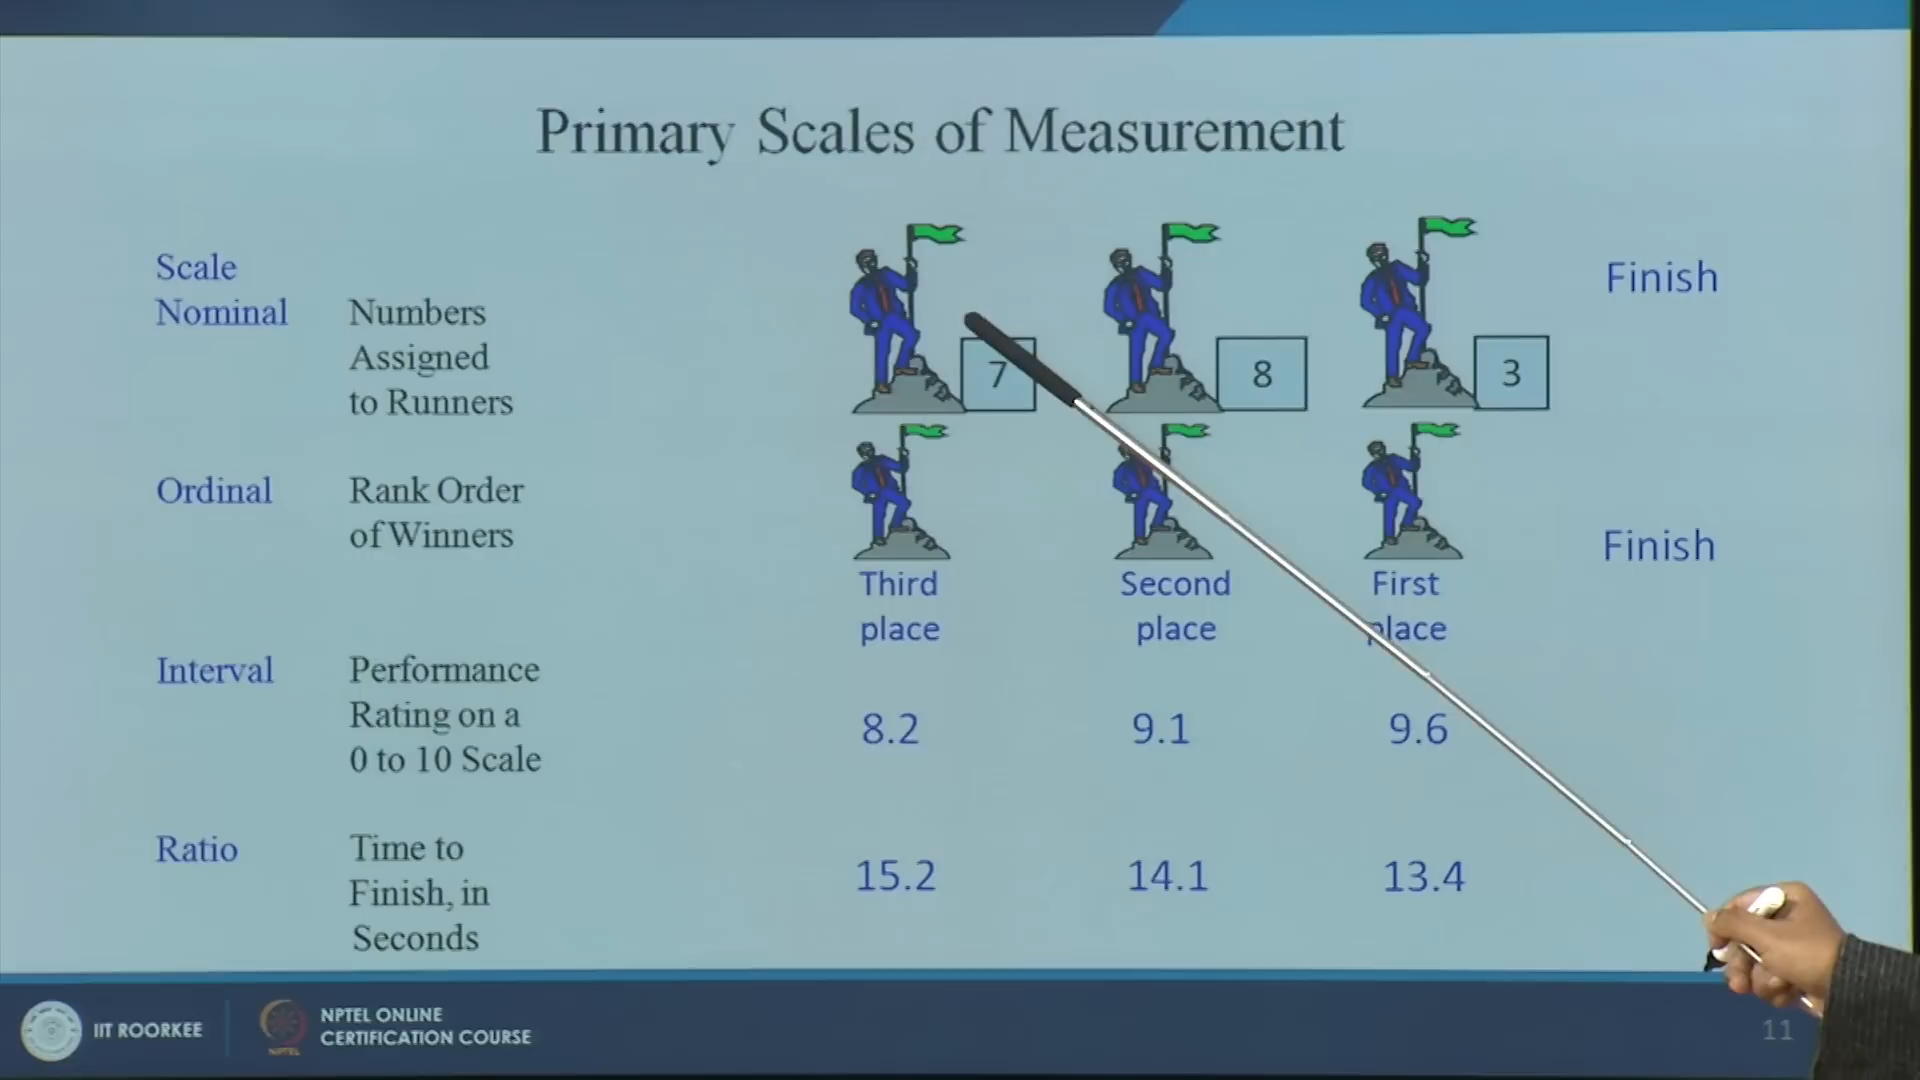 Primary Scales of Measurement
Scale
Nominal
Numbers
Assigned
to Runners
7
8
3
Finish
Ordinal
Rank Order
of Winners
Third
place
Second
place
First
place
Finish
Interval
Performance
Rating on a
0 to 10 Scale
8.2
9.1
9.6
Ratio
Time to
Finish, in
Seconds
15.2
14.1
13.4
IIT ROORKEE
NPTEL
NPTEL ONLINE
CERTIFICATION COURSE
11